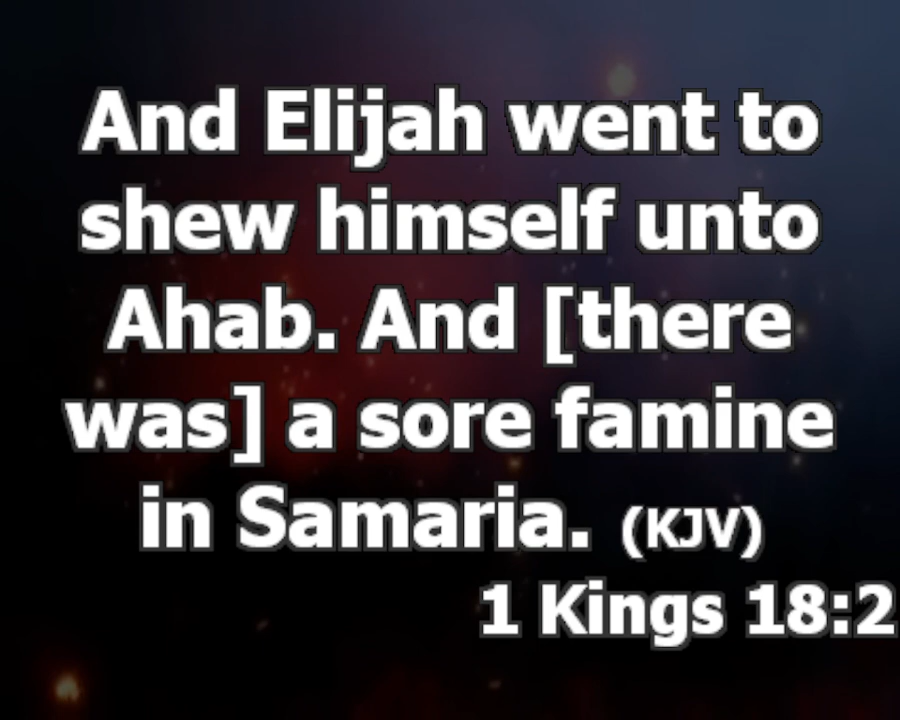 And Elijah went to
shew himself unto
Ahab. And [there
was] a sore famine
in Samaria. (KJV)
1 Kings 18:2